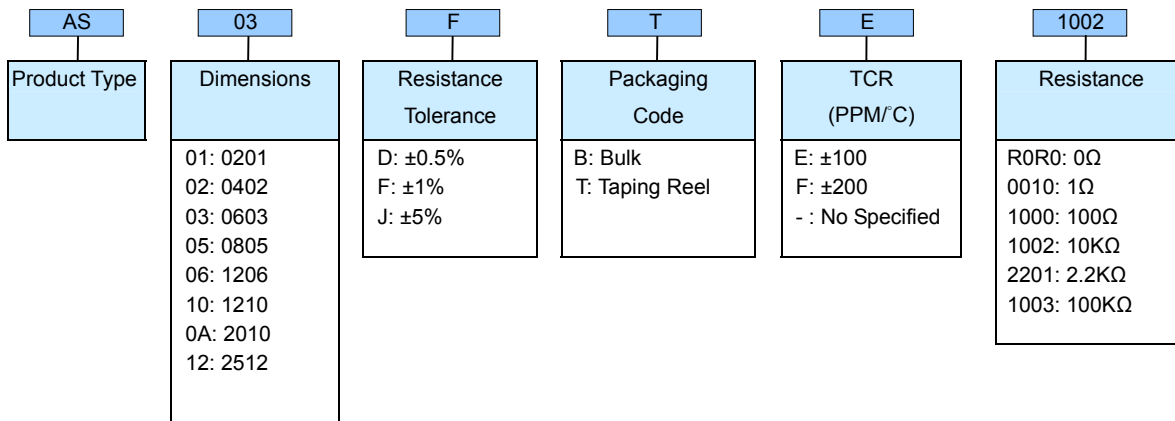 AS 03 F T E 1002
Product Type
Dimensions
Resistance
Tolerance
Packaging
Code
TCR
(PPM/°C)
Resistance
01: 0201
02: 0402
03: 0603
05: 0805
06: 1206
10: 1210
0A: 2010
12: 2512
D: ±0.5%
F: ±1%
J: ±5%
B: Bulk
T: Taping Reel
E: ±100
F: ±200
- : No Specified
R0R0: 0Ω
0010: 1Ω
1000: 100Ω
1002: 10KΩ
2201: 2.2KΩ
1003: 100KΩ